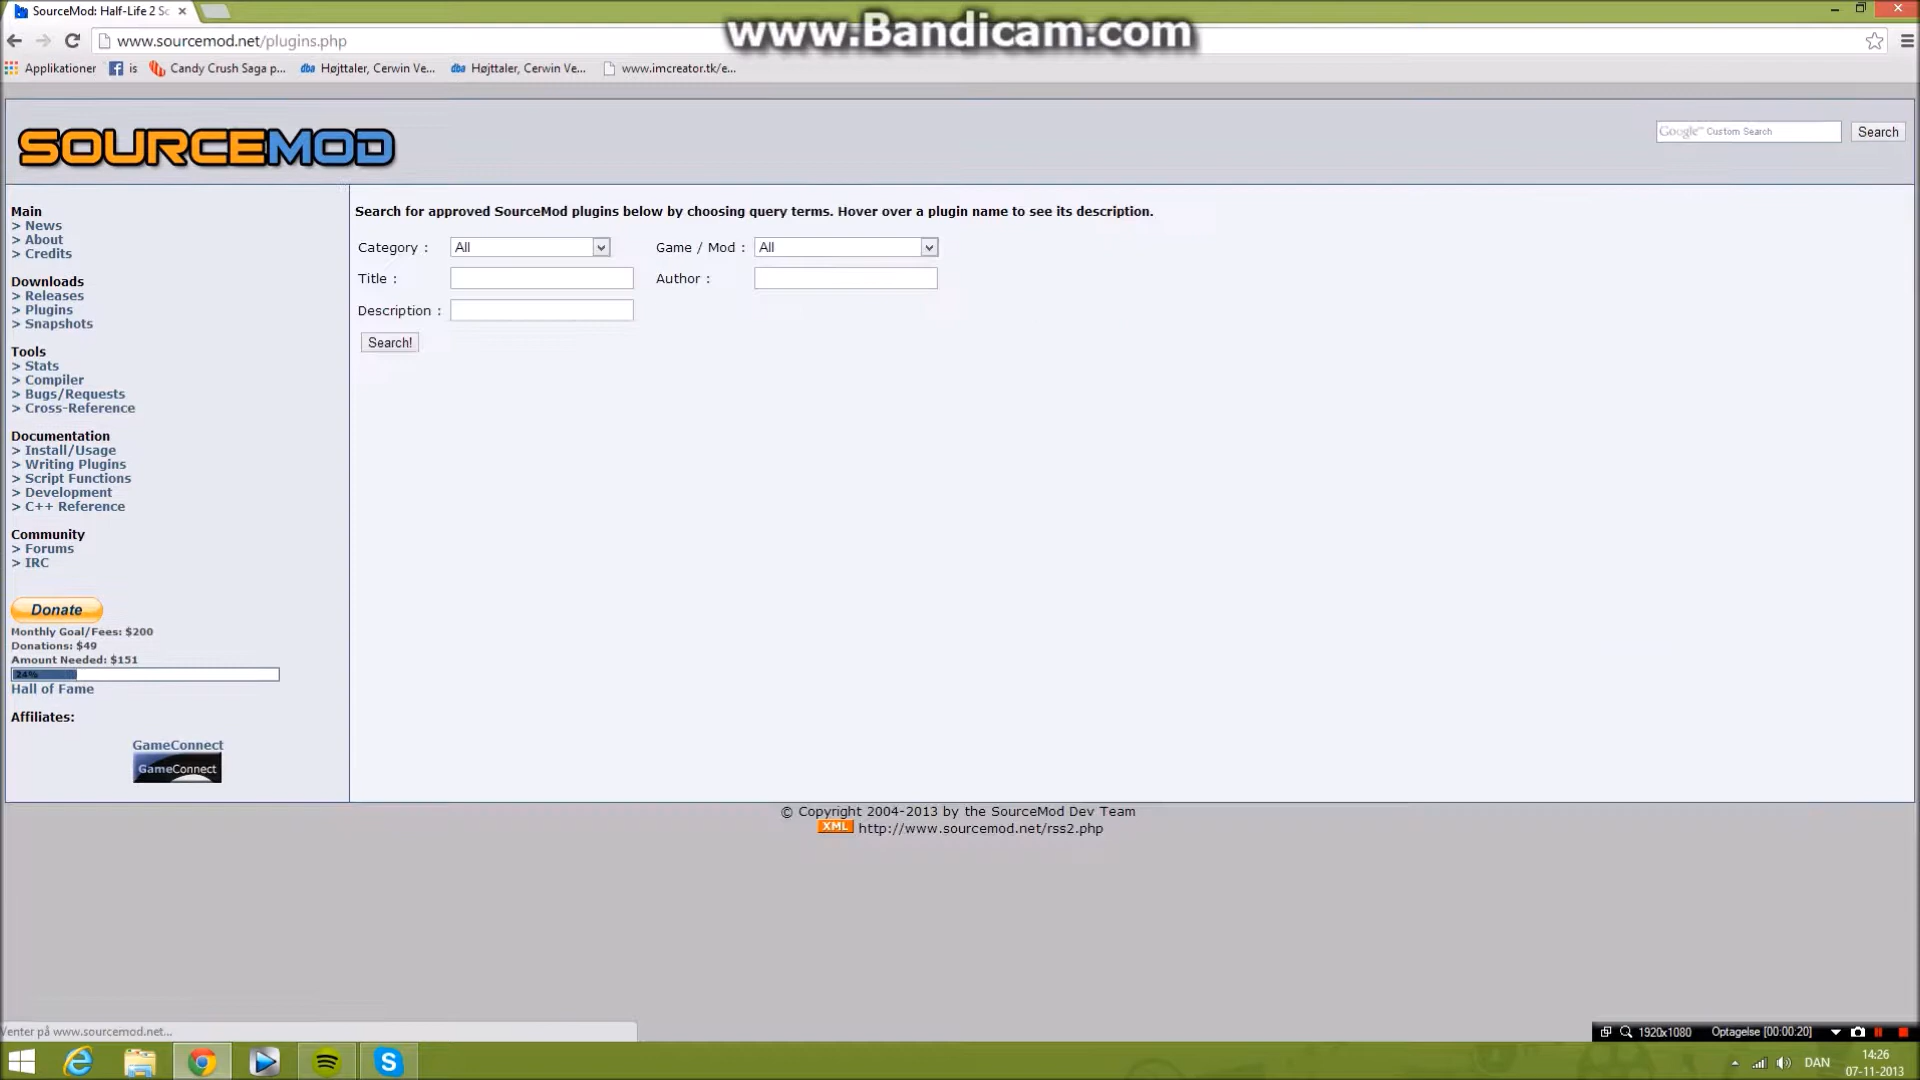 SourceMod: Half-Life 2 Sc
www.Bandicam.com
www.sourcemod.net/plugins.php
Applikationer
is
Candy Crush Saga p...
dba
Højttaler, Cerwin Ve...
dba
Højttaler, Cerwin Ve...
www.imcreator.tk/e...
SOURCEMOD
Google™ Custom Search
Search
Main
> News
> About
> Credits
Downloads
> Releases
> Plugins
> Snapshots
Tools
> Stats
> Compiler
> Bugs/Requests
> Cross-Reference
Documentation
> Install/Usage
> Writing Plugins
> Script Functions
> Development
> C++ Reference
Community
> Forums
> IRC
Donate
Monthly Goal/Fees: $200
Donations: $49
Amount Needed: $151
24%
Hall of Fame
Affiliates:
GameConnect
GameConnect
Search for approved SourceMod plugins below by choosing query terms. Hover over a plugin name to see its description.
Category : All Game / Mod : All
Title : Author :
Description :
Search!
© Copyright 2004-2013 by the SourceMod Dev Team
XML http://www.sourcemod.net/rss2.php
Venter på www.sourcemod.net...
1920x1080 Optagelse [00:00:20]
DAN
14:26
07-11-2013